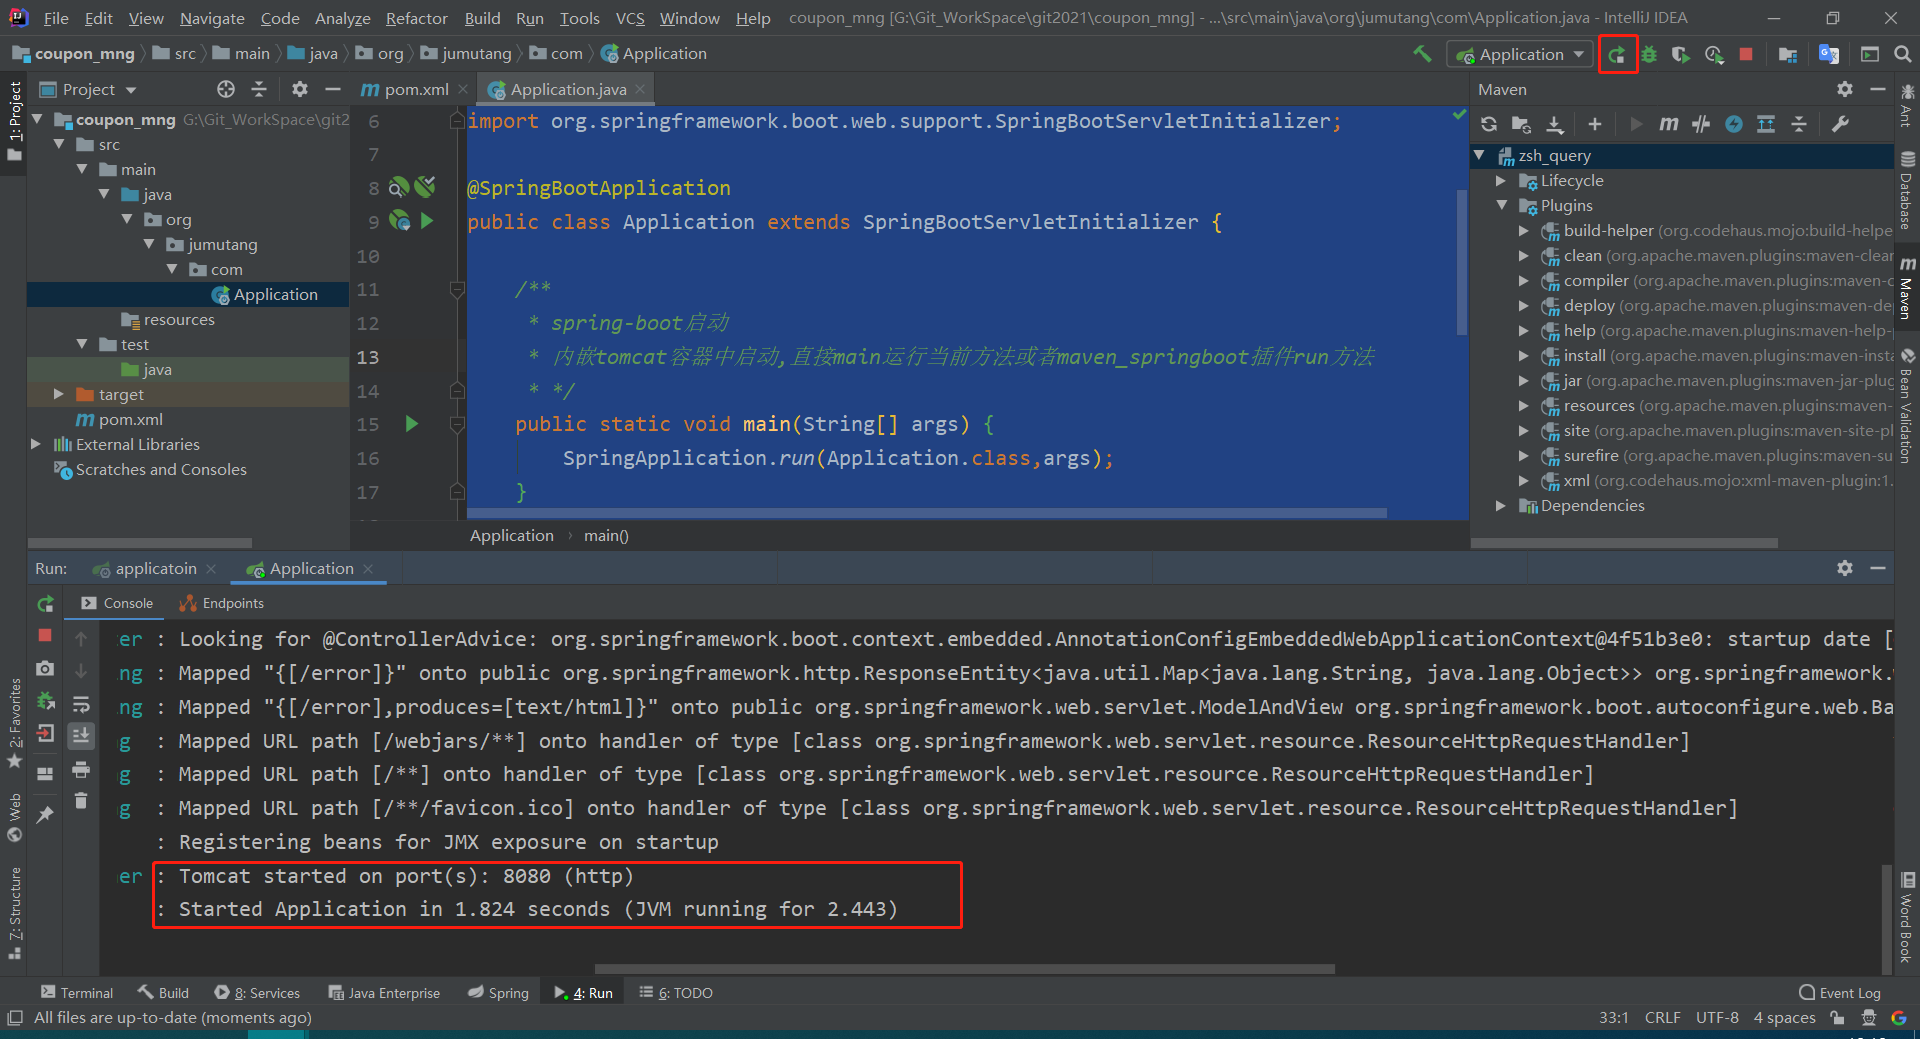 File Edit View Navigate Code Analyze Refactor Build Run Tools VCS Window Help coupon_mng [G:\Git_WorkSpace\git2021\coupon_mng] - ...\src\main\java\org\jumutang\com\Application.java - IntelliJ IDEA
coupon_mng src main java org jumutang com Application
Application
1: Project
Project
coupon_mng G:\Git_WorkSpace\git2
src
main
java
org
jumutang
com
Application
resources
test
java
target
pom.xml
External Libraries
Scratches and Consoles
pom.xml Application.java
6 import org.springframework.boot.web.support.SpringBootServletInitializer;
7
8 @SpringBootApplication
9 public class Application extends SpringBootServletInitializer {
10
11 /**
12 * spring-boot启动
13 * 内嵌tomcat容器中启动,直接main运行当前方法或者maven_springboot插件run方法
14 * */
15 public static void main(String[] args) {
16 SpringApplication.run(Application.class,args);
17 }
Application › main()
Maven
zsh_query
Lifecycle
Plugins
build-helper (org.codehaus.mojo:build-helpe
clean (org.apache.maven.plugins:maven-clear
compiler (org.apache.maven.plugins:maven-c
deploy (org.apache.maven.plugins:maven-de
help (org.apache.maven.plugins:maven-help-
install (org.apache.maven.plugins:maven-insta
jar (org.apache.maven.plugins:maven-jar-plug
resources (org.apache.maven.plugins:maven-
site (org.apache.maven.plugins:maven-site-pl
surefire (org.apache.maven.plugins:maven-su
xml (org.codehaus.mojo:xml-maven-plugin:1.
Dependencies
Ant
Database
Maven
Bean Validation
Word Book
Run: applicatoin Application
Console Endpoints
er : Looking for @ControllerAdvice: org.springframework.boot.context.embedded.AnnotationConfigEmbeddedWebApplicationContext@4f51b3e0: startup date [
ng : Mapped "{[/error]}" onto public org.springframework.http.ResponseEntity<java.util.Map<java.lang.String, java.lang.Object>> org.springframework.
ng : Mapped "{[/error],produces=[text/html]}" onto public org.springframework.web.servlet.ModelAndView org.springframework.boot.autoconfigure.web.Ba
g : Mapped URL path [/webjars/**] onto handler of type [class org.springframework.web.servlet.resource.ResourceHttpRequestHandler]
g : Mapped URL path [/**] onto handler of type [class org.springframework.web.servlet.resource.ResourceHttpRequestHandler]
g : Mapped URL path [/**/favicon.ico] onto handler of type [class org.springframework.web.servlet.resource.ResourceHttpRequestHandler]
: Registering beans for JMX exposure on startup
er : Tomcat started on port(s): 8080 (http)
: Started Application in 1.824 seconds (JVM running for 2.443)
2: Favorites
Web
7: Structure
Terminal Build 8: Services Java Enterprise Spring 4: Run 6: TODO Event Log
All files are up-to-date (moments ago) 33:1 CRLF UTF-8 4 spaces